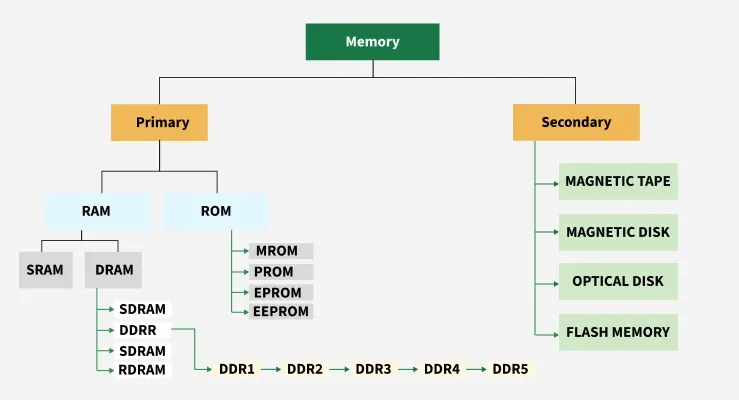 Memory
Primary
Secondary
RAM
ROM
SRAM
DRAM
MROM
PROM
EPROM
EEPROM
SDRAM
DDRR
SDRAM
RDRAM
DDR1
DDR2
DDR3
DDR4
DDR5
MAGNETIC TAPE
MAGNETIC DISK
OPTICAL DISK
FLASH MEMORY